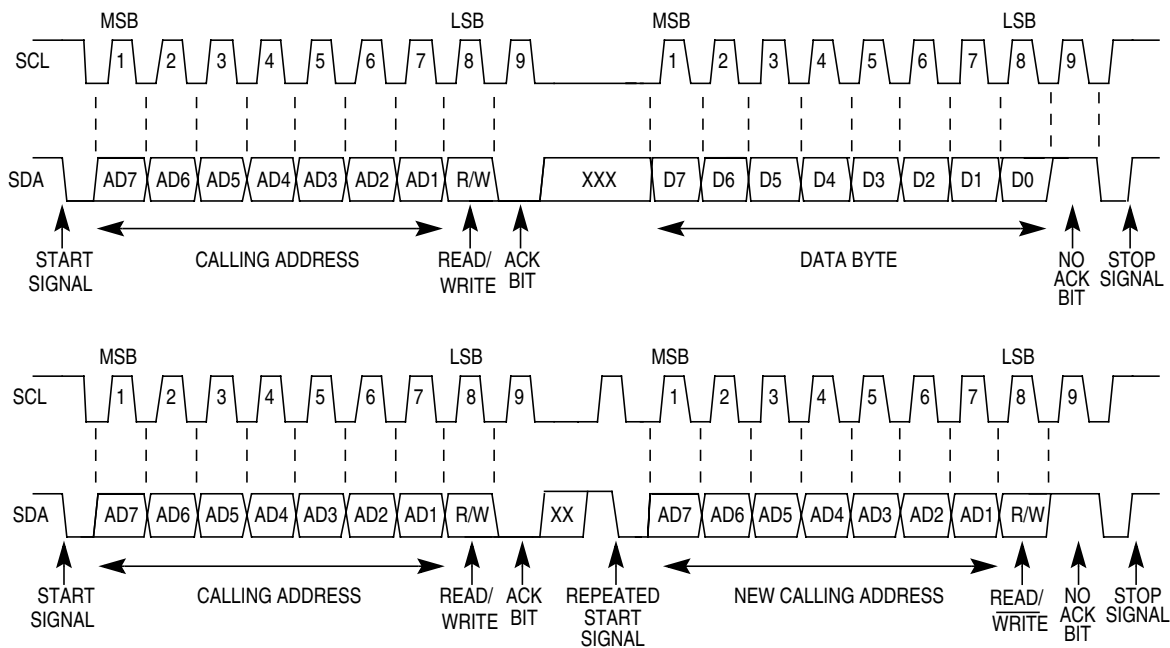 MSB LSB MSB LSB
SCL 1 2 3 4 5 6 7 8 9 1 2 3 4 5 6 7 8 9
SDA AD7 AD6 AD5 AD4 AD3 AD2 AD1 R/W XXX D7 D6 D5 D4 D3 D2 D1 D0
START SIGNAL CALLING ADDRESS READ/ WRITE ACK BIT DATA BYTE NO ACK BIT STOP SIGNAL
MSB LSB MSB LSB
SCL 1 2 3 4 5 6 7 8 9 1 2 3 4 5 6 7 8 9
SDA AD7 AD6 AD5 AD4 AD3 AD2 AD1 R/W XX AD7 AD6 AD5 AD4 AD3 AD2 AD1 R/W
START SIGNAL CALLING ADDRESS READ/ WRITE ACK BIT REPEATED START SIGNAL NEW CALLING ADDRESS READ/ WRITE NO ACK BIT STOP SIGNAL